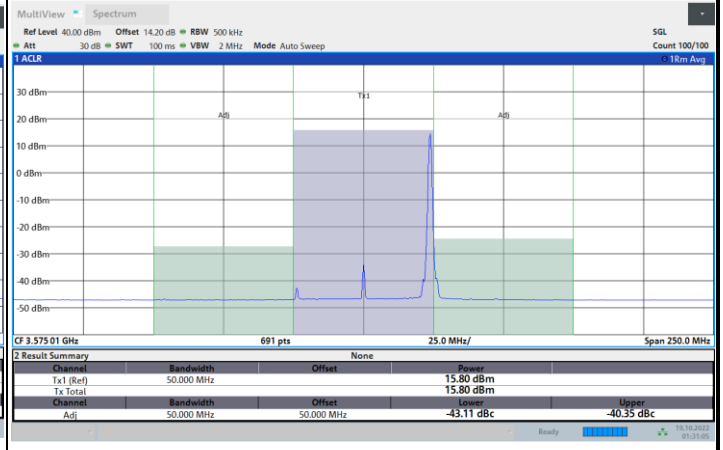 MultiView Spectrum
Ref Level 40.00 dBm Offset 14.20 dB RBW 500 kHz SGL
Att 30 dB SWT 100 ms VBW 2 MHz Mode Auto Sweep Count 100/100
1 ACLR 1Rm Avg
Tx1
30 dBm
Adj Adj
20 dBm
10 dBm
0 dBm
-10 dBm
-20 dBm
-30 dBm
-40 dBm
-50 dBm
CF 3.575 01 GHz 691 pts 25.0 MHz/ Span 250.0 MHz
2 Result Summary None
Channel Bandwidth Offset Power
Tx1 (Ref) 50.000 MHz 15.80 dBm
Tx Total 15.80 dBm
Channel Bandwidth Offset Lower Upper
Adj 50.000 MHz 50.000 MHz -43.11 dBc -40.35 dBc
Ready 19.10.2022
01:31:05